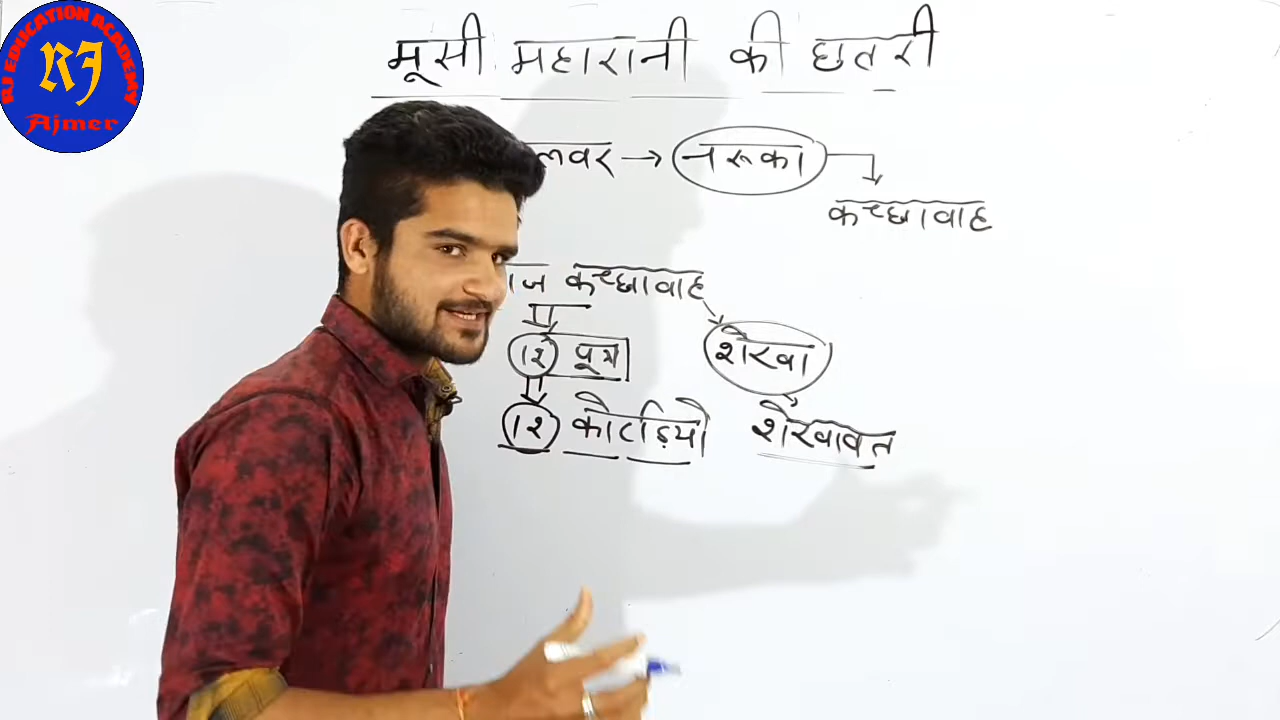 RJ EDUCATION ACADEMY
RJ
Ajmer
मूसी महारानी की छतरी
लवर → नरूका
कच्छावाह
ाज कच्छावाह
१२ पुत्र
शेखा
१२ कोटड़ियो
शेखावत